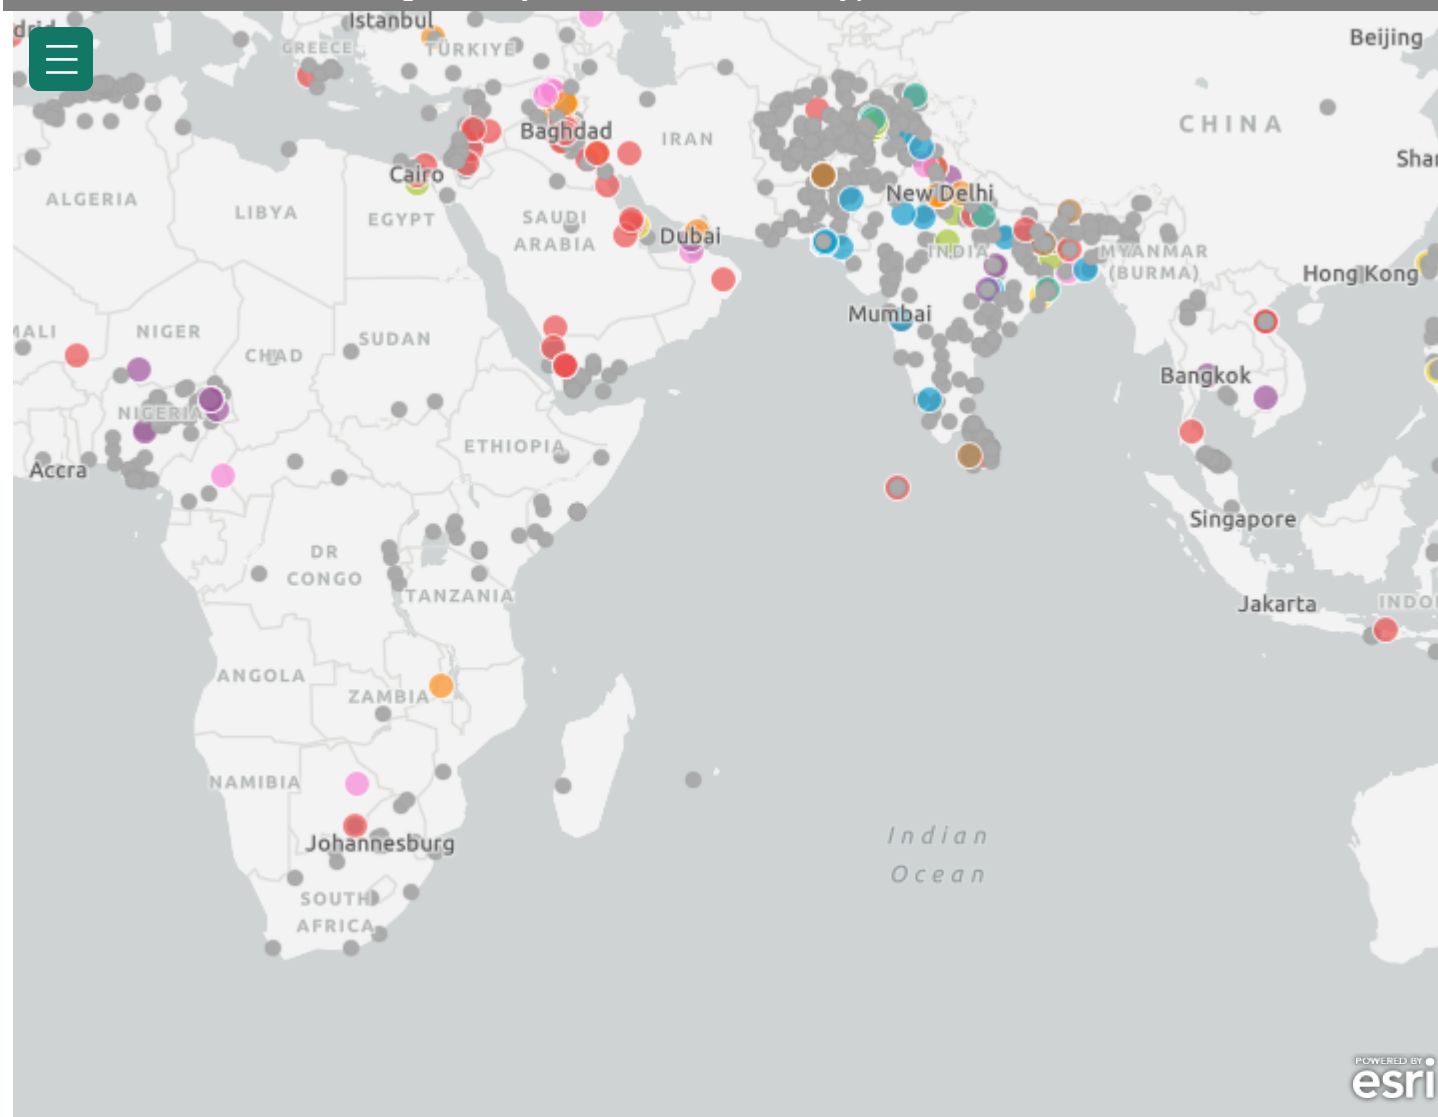 Istanbul
GREECE
TÜRKIYE
Beijing
CHINA
Baghdad
IRAN
Cairo
New Delhi
ALGERIA
LIBYA
EGYPT
SAUDI
ARABIA
Dubai
INDIA
MYANMAR
(BURMA)
Hong Kong
Mumbai
NIGER
CHAD
SUDAN
Bangkok
NIGERIA
ETHIOPIA
Accra
Singapore
DR
CONGO
TANZANIA
Jakarta
ANGOLA
ZAMBIA
NAMIBIA
Johannesburg
Indian
Ocean
SOUTH
AFRICA
POWERED BY
esri